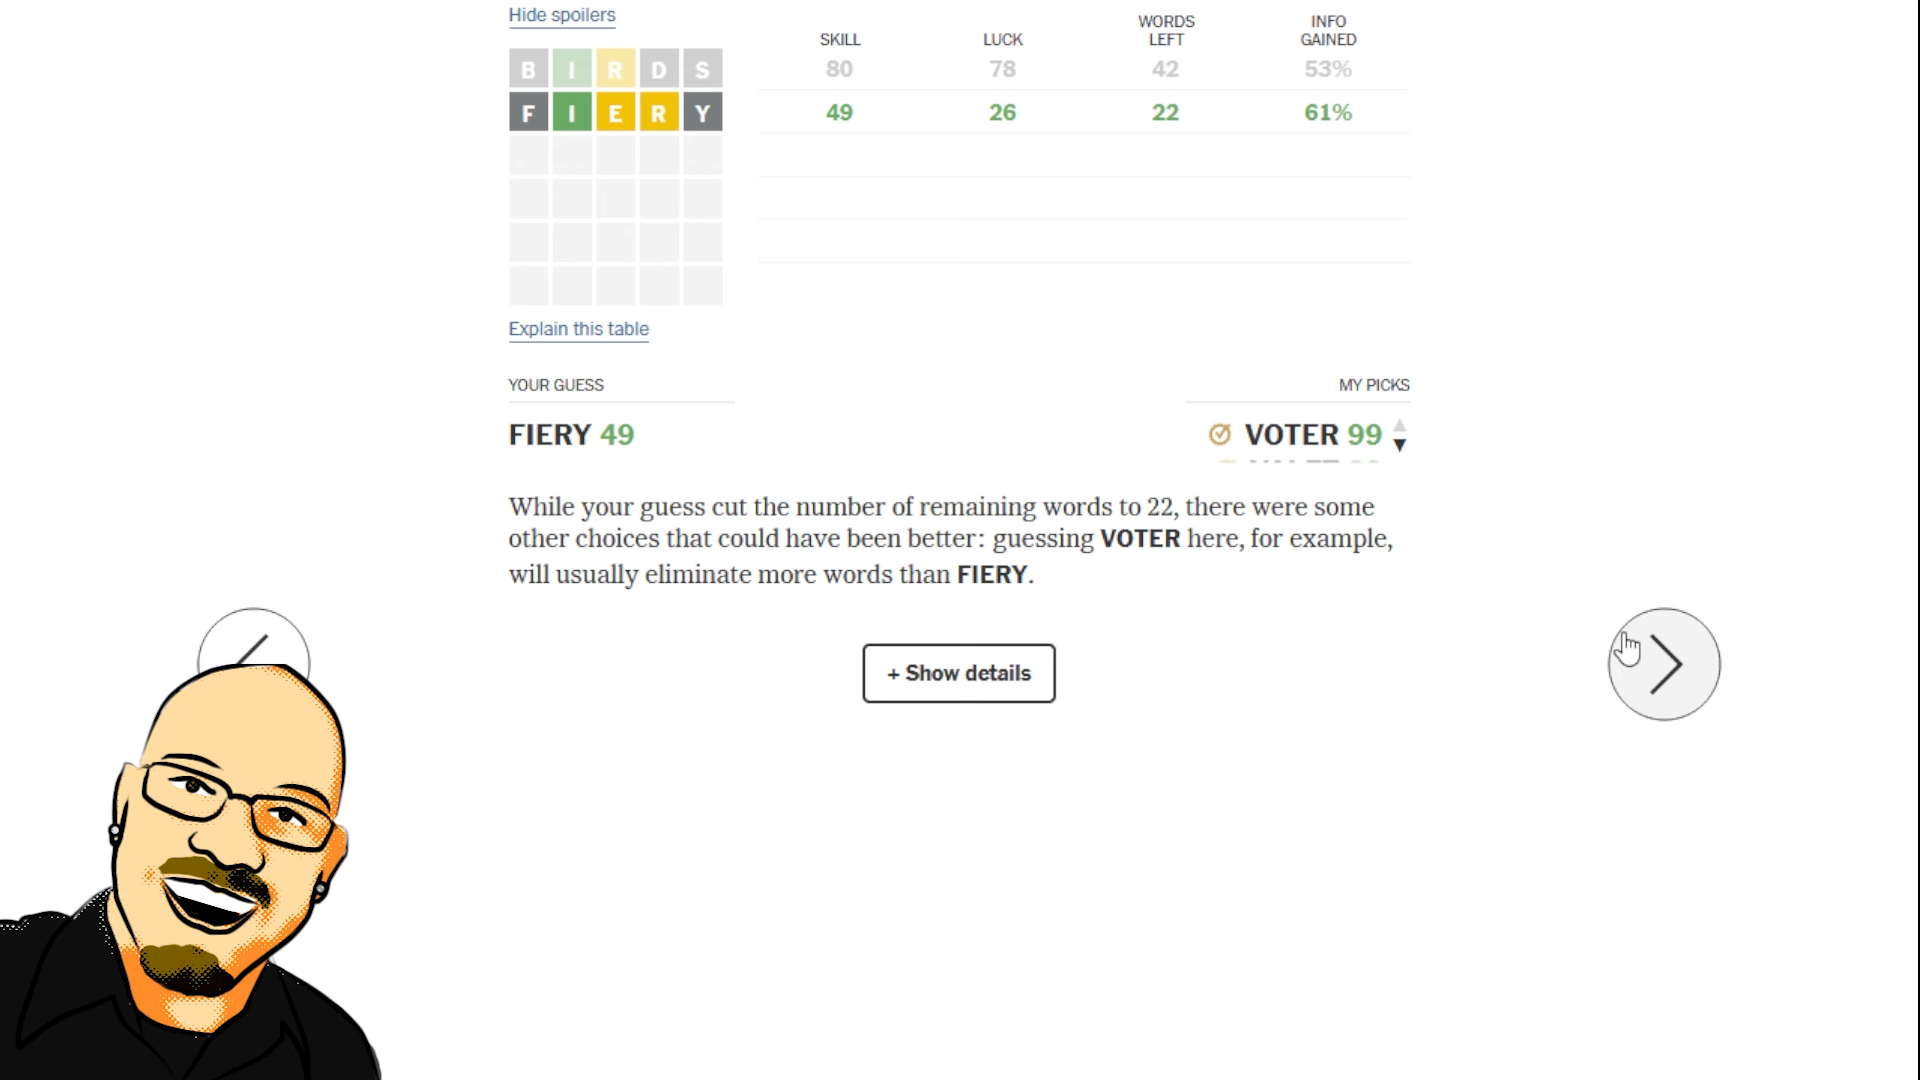 Hide spoilers
SKILL LUCK WORDS LEFT INFO GAINED
B I R D S 80 78 42 53%
F I E R Y 49 26 22 61%
Explain this table
YOUR GUESS MY PICKS
FIERY 49 VOTER 99
While your guess cut the number of remaining words to 22, there were some
other choices that could have been better: guessing VOTER here, for example,
will usually eliminate more words than FIERY.
+ Show details